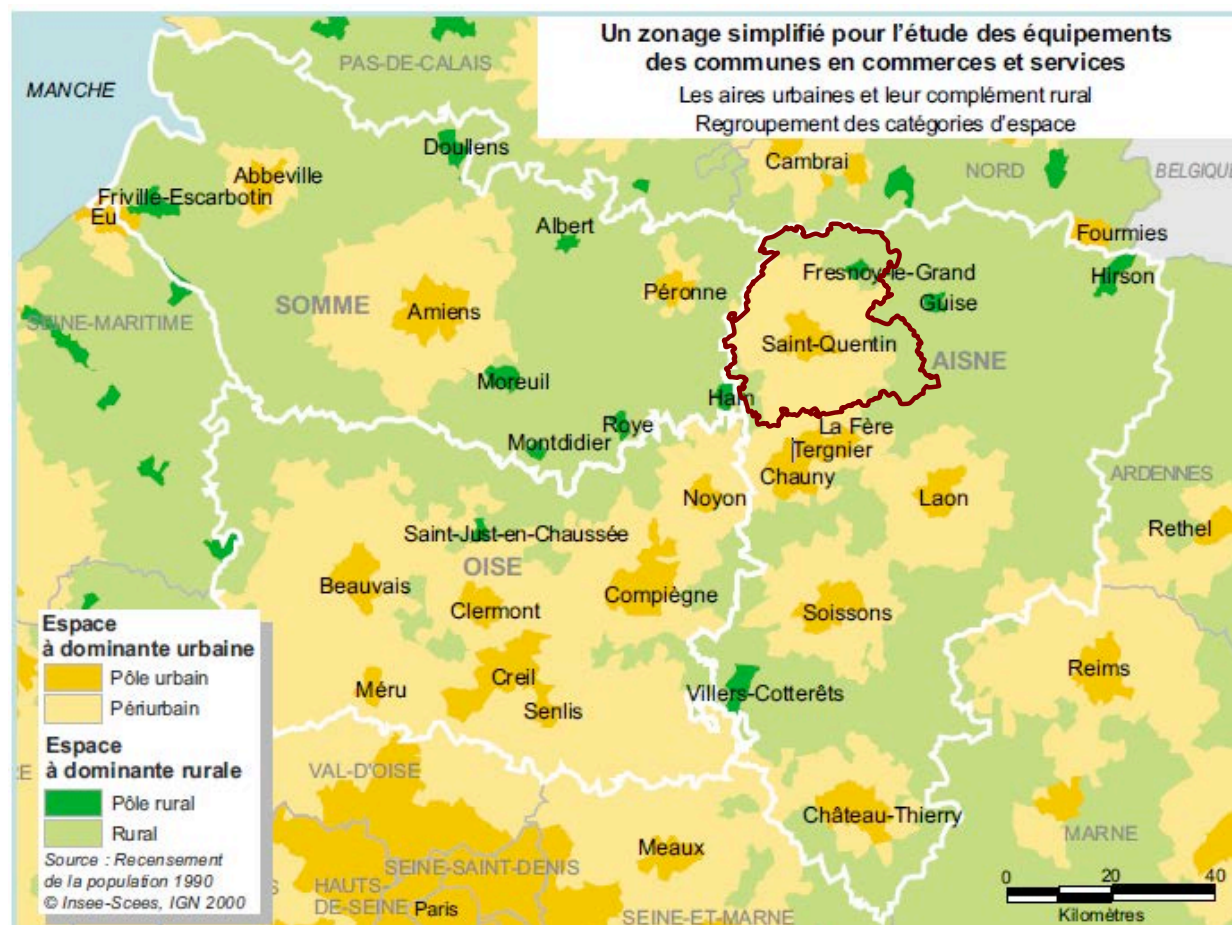 Un zonage simplifié pour l'étude des équipements
des communes en commerces et services
Les aires urbaines et leur complément rural
Regroupement des catégories d'espace
MANCHE
PAS-DE-CALAIS
NORD
BELGIQUE
Cambrai
Doullens
Abbeville
Friville-Escarbotin
Eu
Albert
Fourmies
Hirson
Fresnoy-le-Grand
Guise
Péronne
SOMME
Amiens
SEINE-MARITIME
Saint-Quentin
AISNE
Moreuil
Ham
Roye
Montdidier
La Fère
Tergnier
Chauny
Noyon
Laon
ARDENNES
Rethel
Saint-Just-en-Chaussée
OISE
Beauvais
Clermont
Compiègne
Soissons
Reims
Creil
Méru
Senlis
Villers-Cotterêts
VAL-D'OISE
Château-Thierry
MARNE
Meaux
SEINE-SAINT-DENIS
HAUTS-
DE-SEINE
Paris
SEINE-ET-MARNE
Espace
à dominante urbaine
Pôle urbain
Périurbain
Espace
à dominante rurale
Pôle rural
Rural
Source : Recensement
de la population 1990
© Insee-Scees, IGN 2000
0 20 40
Kilomètres